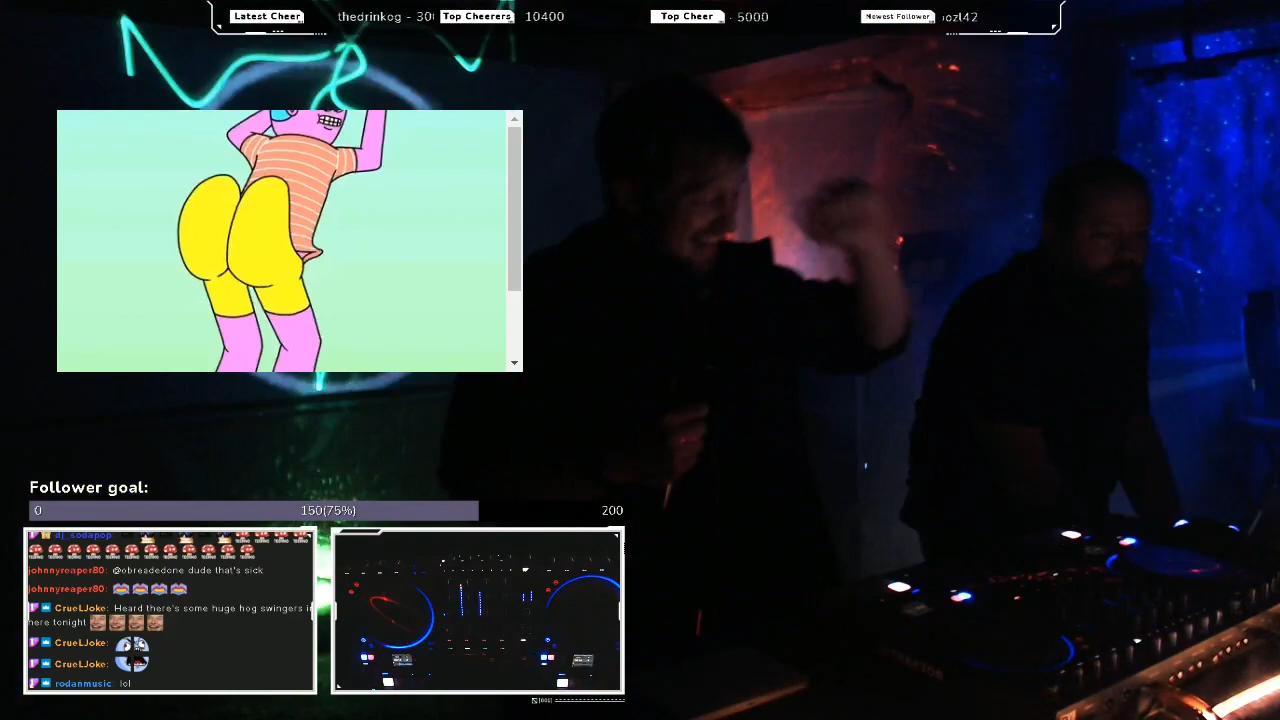 Latest Cheer
thedrinkog - 30
Top Cheerers
10400
Top Cheer
- 5000
Newest Follower
ozl42
Follower goal:
0
150(75%)
200
dj_sodapop
johnnyreaper80: @obreadedone dude that's sick
johnnyreaper80:
CruelJoke: Heard there's some huge hog swingers in
here tonight
CruelJoke:
CruelJoke:
rodanmusic: lol